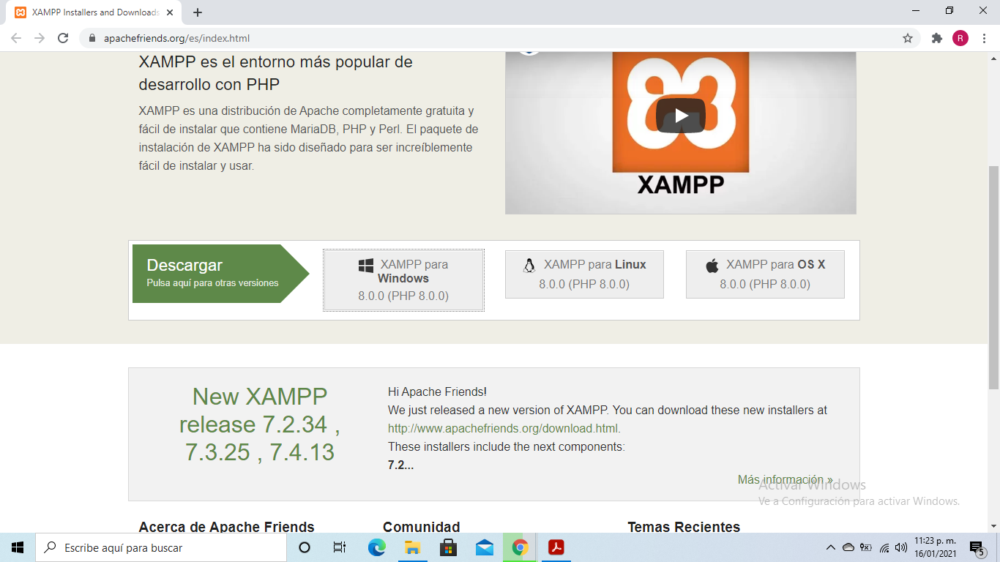 XAMPP Installers and Downloads
apachefriends.org/es/index.html
R
XAMPP es el entorno más popular de
desarrollo con PHP
XAMPP es una distribución de Apache completamente gratuita y
fácil de instalar que contiene MariaDB, PHP y Perl. El paquete de
instalación de XAMPP ha sido diseñado para ser increíblemente
fácil de instalar y usar.
XAMPP
Descargar
Pulsa aquí para otras versiones
XAMPP para
Windows
8.0.0 (PHP 8.0.0)
XAMPP para Linux
8.0.0 (PHP 8.0.0)
XAMPP para OS X
8.0.0 (PHP 8.0.0)
New XAMPP
release 7.2.34 ,
7.3.25 , 7.4.13
Hi Apache Friends!
We just released a new version of XAMPP. You can download these new installers at
http://www.apachefriends.org/download.html.
These installers include the next components:
7.2...
Más información »
Activar Windows
Ve a Configuración para activar Windows.
Acerca de Apache Friends
Comunidad
Temas Recientes
Escribe aquí para buscar
11:23 p. m.
16/01/2021
5